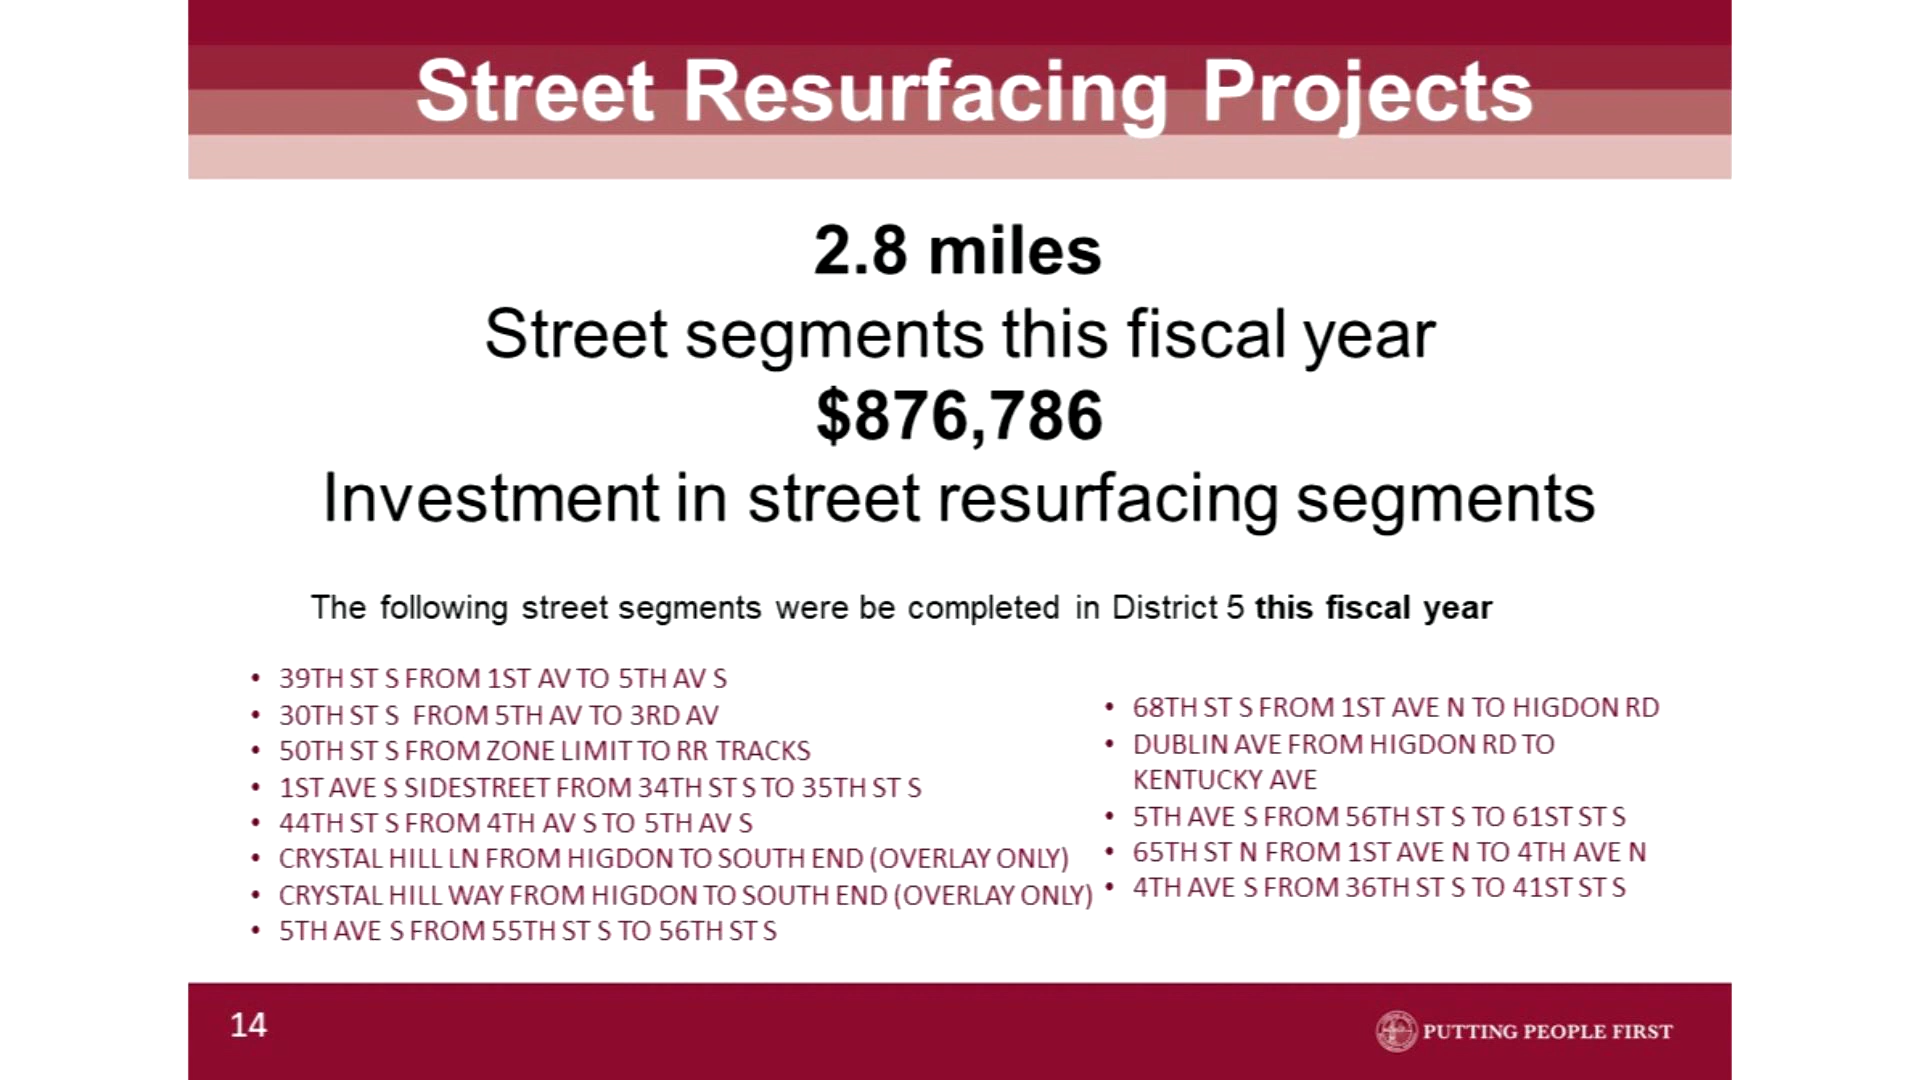 Street Resurfacing Projects
2.8 miles
Street segments this fiscal year
$876,786
Investment in street resurfacing segments
The following street segments were be completed in District 5 this fiscal year
• 39TH ST S FROM 1ST AV TO 5TH AV S
• 30TH ST S FROM 5TH AV TO 3RD AV
• 50TH ST S FROM ZONE LIMIT TO RR TRACKS
• 1ST AVE S SIDESTREET FROM 34TH ST S TO 35TH ST S
• 44TH ST S FROM 4TH AV S TO 5TH AV S
• CRYSTAL HILL LN FROM HIGDON TO SOUTH END (OVERLAY ONLY)
• CRYSTAL HILL WAY FROM HIGDON TO SOUTH END (OVERLAY ONLY)
• 5TH AVE S FROM 55TH ST S TO 56TH ST S
• 68TH ST S FROM 1ST AVE N TO HIGDON RD
• DUBLIN AVE FROM HIGDON RD TO
KENTUCKY AVE
• 5TH AVE S FROM 56TH ST S TO 61ST ST S
• 65TH ST N FROM 1ST AVE N TO 4TH AVE N
• 4TH AVE S FROM 36TH ST S TO 41ST ST S
14
PUTTING PEOPLE FIRST